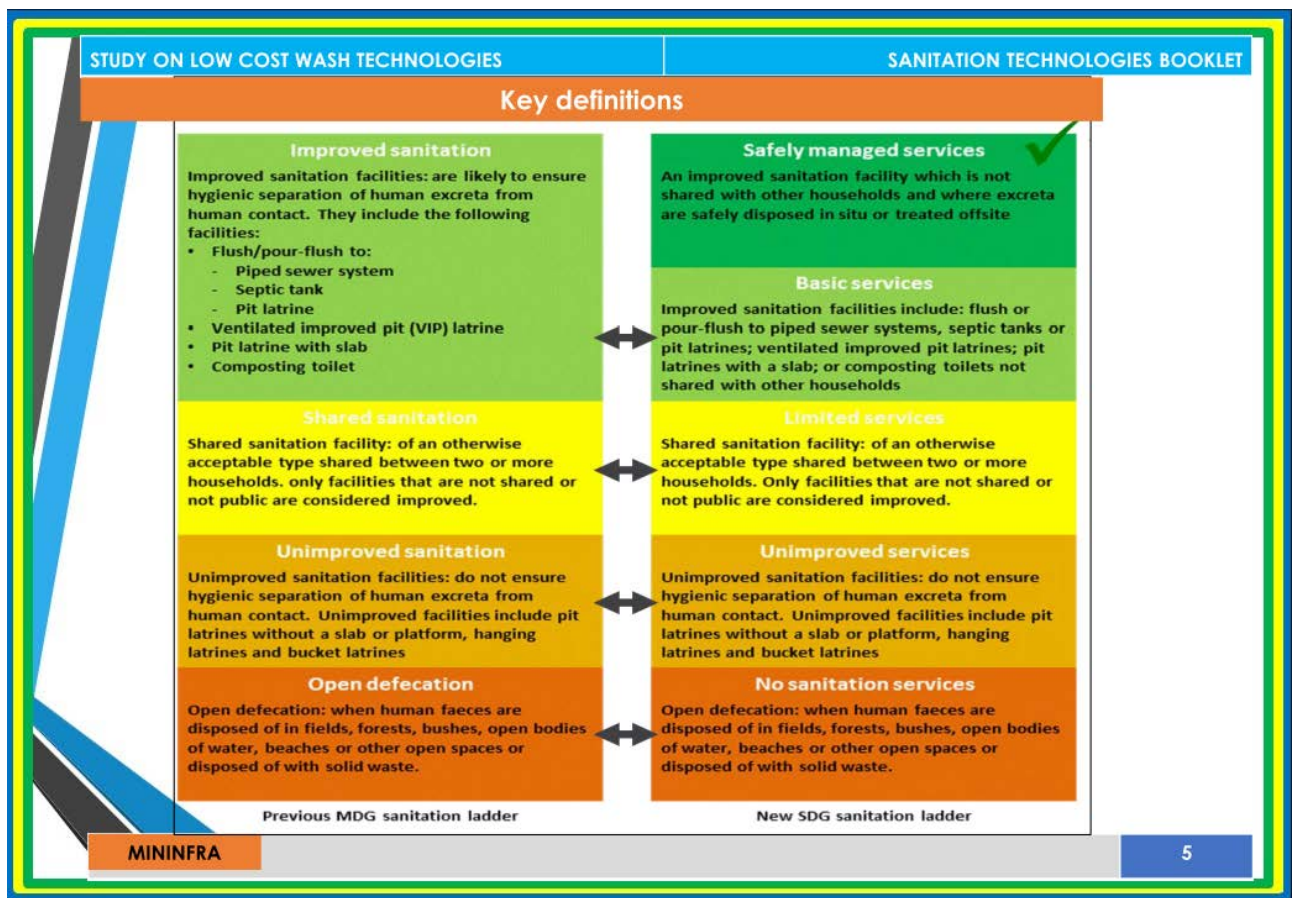 STUDY ON LOW COST WASH TECHNOLOGIES
SANITATION TECHNOLOGIES BOOKLET
Key definitions
Improved sanitation
Improved sanitation facilities: are likely to ensure
hygienic separation of human excreta from
human contact. They include the following
facilities:
• Flush/pour-flush to:
- Piped sewer system
- Septic tank
- Pit latrine
• Ventilated improved pit (VIP) latrine
• Pit latrine with slab
• Composting toilet
Shared sanitation
Shared sanitation facility: of an otherwise
acceptable type shared between two or more
households. only facilities that are not shared or
not public are considered improved.
Unimproved sanitation
Unimproved sanitation facilities: do not ensure
hygienic separation of human excreta from
human contact. Unimproved facilities include pit
latrines without a slab or platform, hanging
latrines and bucket latrines
Open defecation
Open defecation: when human faeces are
disposed of in fields, forests, bushes, open bodies
of water, beaches or other open spaces or
disposed of with solid waste.
Previous MDG sanitation ladder
Safely managed services
An improved sanitation facility which is not
shared with other households and where excreta
are safely disposed in situ or treated offsite
Basic services
Improved sanitation facilities include: flush or
pour-flush to piped sewer systems, septic tanks or
pit latrines; ventilated improved pit latrines; pit
latrines with a slab; or composting toilets not
shared with other households
Limited services
Shared sanitation facility: of an otherwise
acceptable type shared between two or more
households. Only facilities that are not shared or
not public are considered improved.
Unimproved services
Unimproved sanitation facilities: do not ensure
hygienic separation of human excreta from
human contact. Unimproved facilities include pit
latrines without a slab or platform, hanging
latrines and bucket latrines
No sanitation services
Open defecation: when human faeces are
disposed of in fields, forests, bushes, open bodies
of water, beaches or other open spaces or
disposed of with solid waste.
New SDG sanitation ladder
MININFRA
5